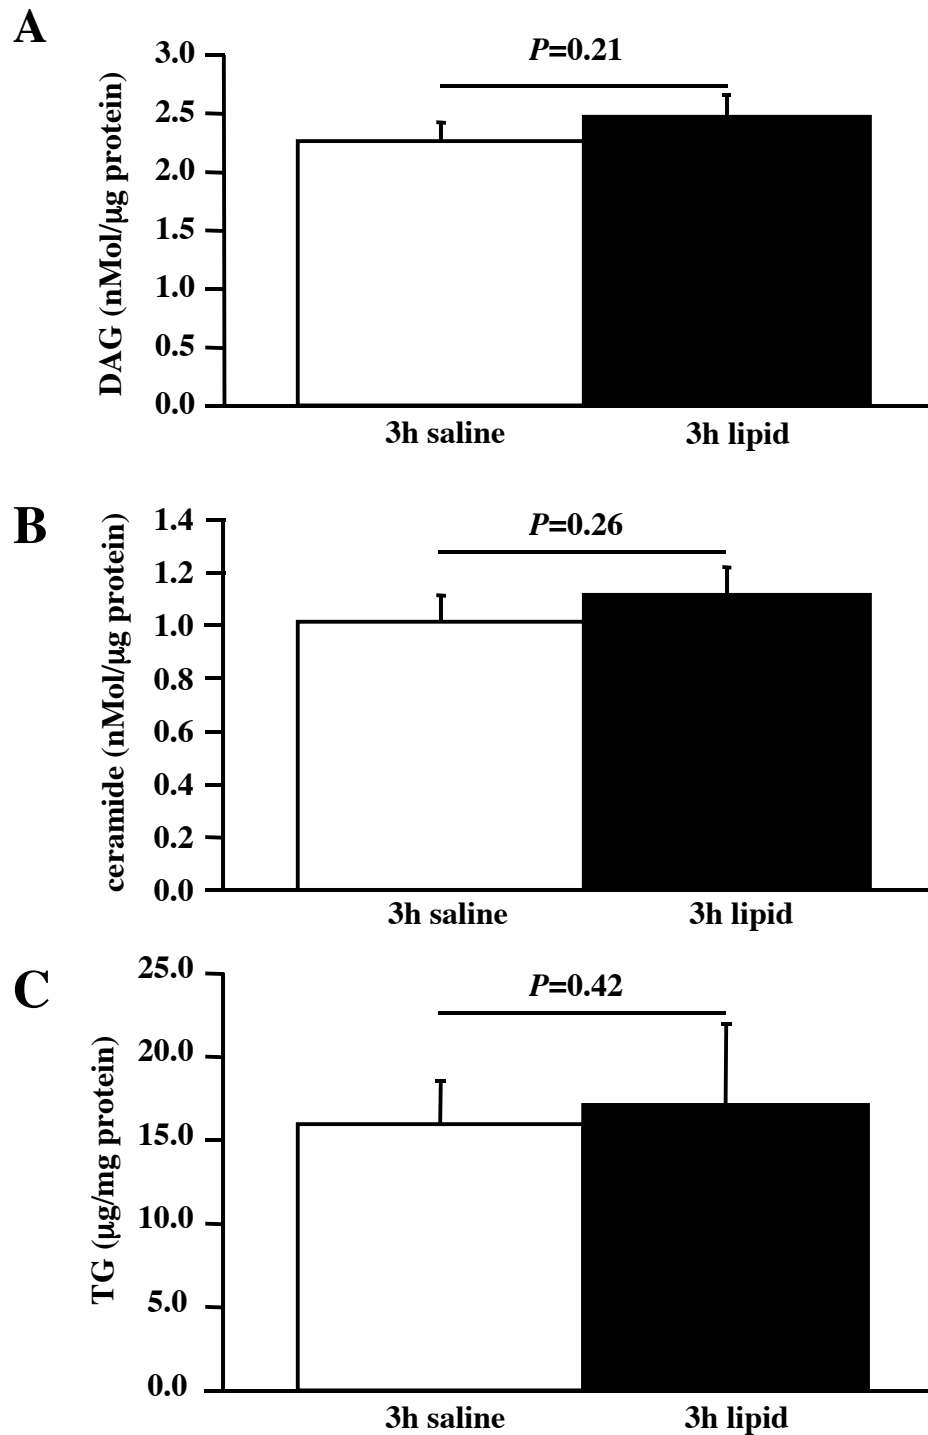 A
P=0.21
DAG (nMol/µg protein)
3.0
2.5
2.0
1.5
1.0
0.5
0.0
3h saline
3h lipid
B
P=0.26
ceramide (nMol/µg protein)
1.4
1.2
1.0
0.8
0.6
0.4
0.2
0.0
3h saline
3h lipid
C
P=0.42
TG (µg/mg protein)
25.0
20.0
15.0
10.0
5.0
0.0
3h saline
3h lipid